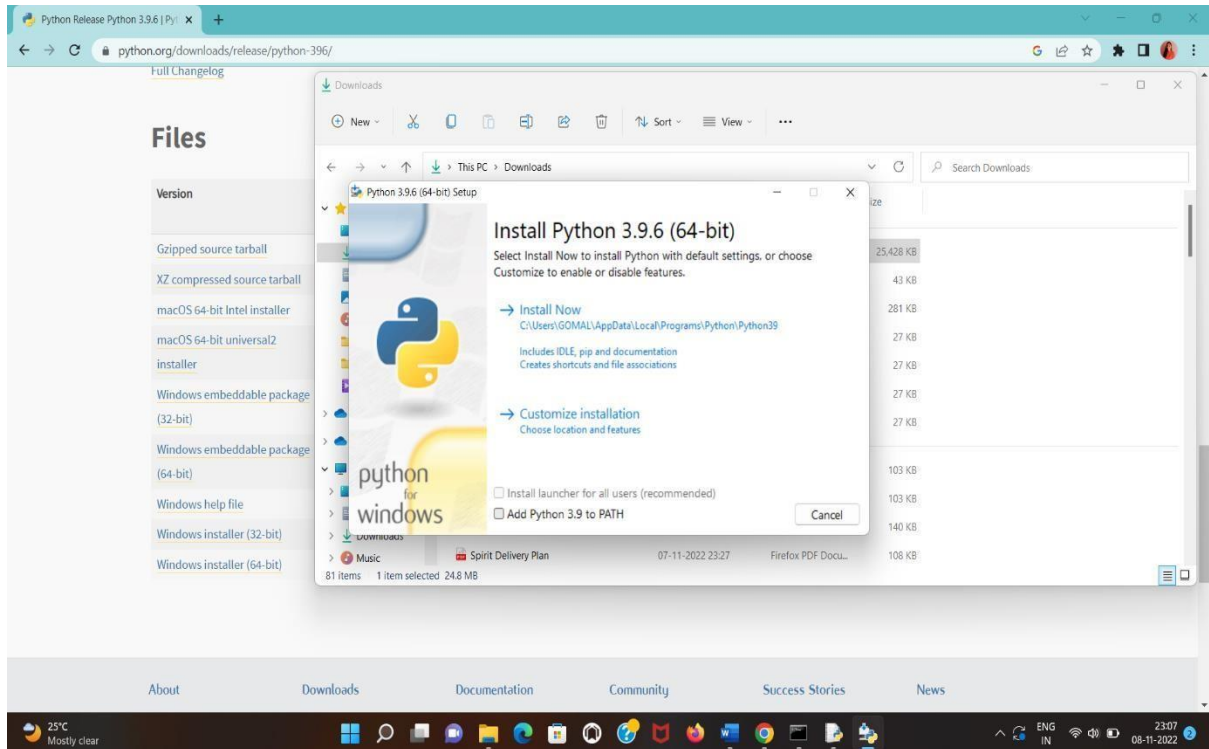 Python Release Python 3.9.6 | Pyt
python.org/downloads/release/python-396/
Full Changelog
Files
Version
Gzipped source tarball
XZ compressed source tarball
macOS 64-bit Intel installer
macOS 64-bit universal2
installer
Windows embeddable package
(32-bit)
Windows embeddable package
(64-bit)
Windows help file
Windows installer (32-bit)
Windows installer (64-bit)
Downloads
New
Sort
View
This PC > Downloads
Search Downloads
ize
25,428 KB
43 KB
281 KB
27 KB
27 KB
27 KB
27 KB
103 KB
103 KB
140 KB
Downloads
Music
Spirit Delivery Plan 07-11-2022 23:27 Firefox PDF Docu... 108 KB
81 items 1 item selected 24.8 MB
Python 3.9.6 (64-bit) Setup
Install Python 3.9.6 (64-bit)
Select Install Now to install Python with default settings, or choose
Customize to enable or disable features.
Install Now
C:\Users\GOMAL\AppData\Local\Programs\Python\Python39
Includes IDLE, pip and documentation
Creates shortcuts and file associations
Customize installation
Choose location and features
Install launcher for all users (recommended)
Add Python 3.9 to PATH
Cancel
python
for
windows
About Downloads Documentation Community Success Stories News
25°C
Mostly clear
ENG
IN
23:07
08-11-2022
2